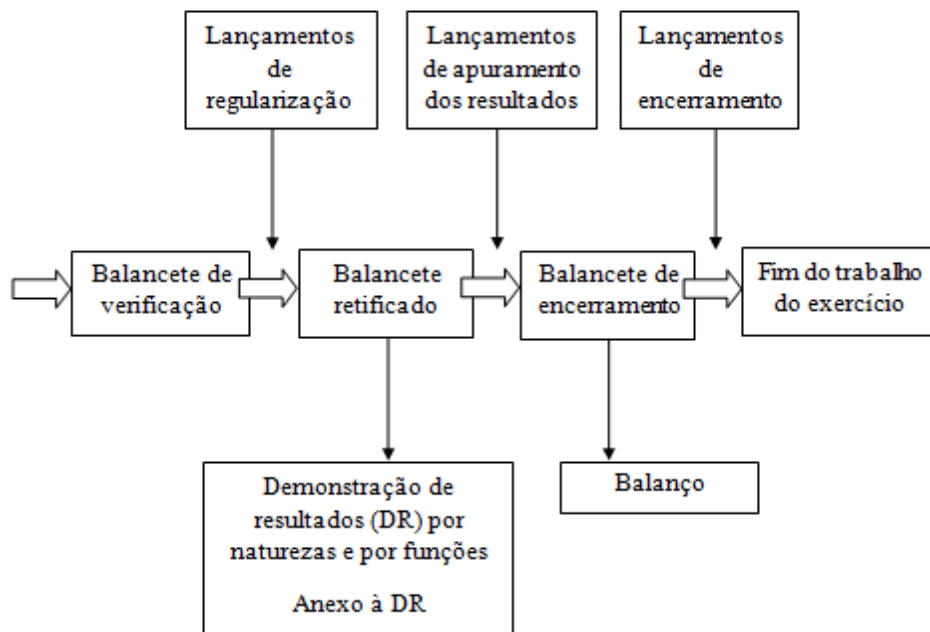 Lançamentos
de
regularização
Lançamentos
de apuramento
dos resultados
Lançamentos
de
encerramento
Balancete de
verificação
Balancete
retificado
Balancete de
encerramento
Fim do trabalho
do exercício
Demonstração de
resultados (DR) por
naturezas e por funções
Anexo à DR
Balanço